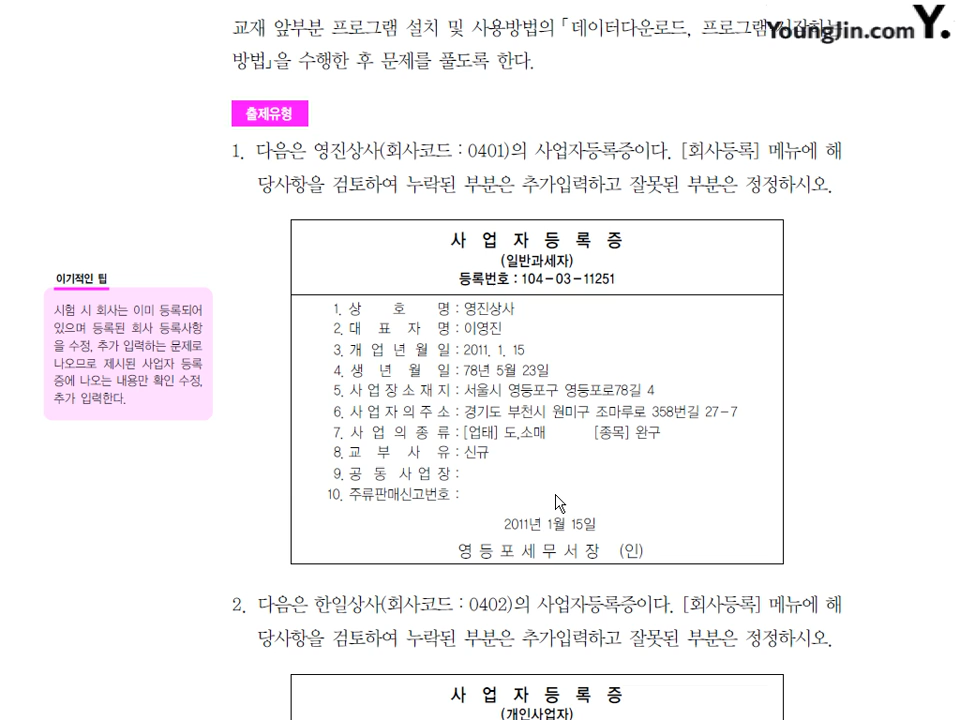 교재 앞부분 프로그램 설치 및 사용방법의 「데이터다운로드, 프로그램
YoungJin.com Y.
방법」을 수행한 후 문제를 풀도록 한다.
출제유형
1. 다음은 영진상사(회사코드 : 0401)의 사업자등록증이다. [회사등록] 메뉴에 해
당사항을 검토하여 누락된 부분은 추가입력하고 잘못된 부분은 정정하시오.
사 업 자 등 록 증
(일반과세자)
등록번호 : 104-03-11251
1. 상 호 명 : 영진상사
2. 대 표 자 명 : 이영진
3. 개 업 년 월 일 : 2011. 1. 15
4. 생 년 월 일 : 78년 5월 23일
5. 사 업 장 소 재 지 : 서울시 영등포구 영등포로78길 4
6. 사 업 자 의 주 소 : 경기도 부천시 원미구 조마루로 358번길 27-7
7. 사 업 의 종 류 : [업태] 도.소매 [종목] 완구
8. 교 부 사 유 : 신규
9. 공 동 사 업 장 :
10. 주류판매신고번호 :
2011년 1월 15일
영 등 포 세 무 서 장 (인)
이기적인 팁
시험 시 회사는 이미 등록되어
있으며 등록된 회사 등록사항
을 수정, 추가 입력하는 문제로
나오므로 제시된 사업자 등록
증에 나오는 내용만 확인 수정,
추가 입력한다.
2. 다음은 한일상사(회사코드 : 0402)의 사업자등록증이다. [회사등록] 메뉴에 해
당사항을 검토하여 누락된 부분은 추가입력하고 잘못된 부분은 정정하시오.
사 업 자 등 록 증
(개인사업자)